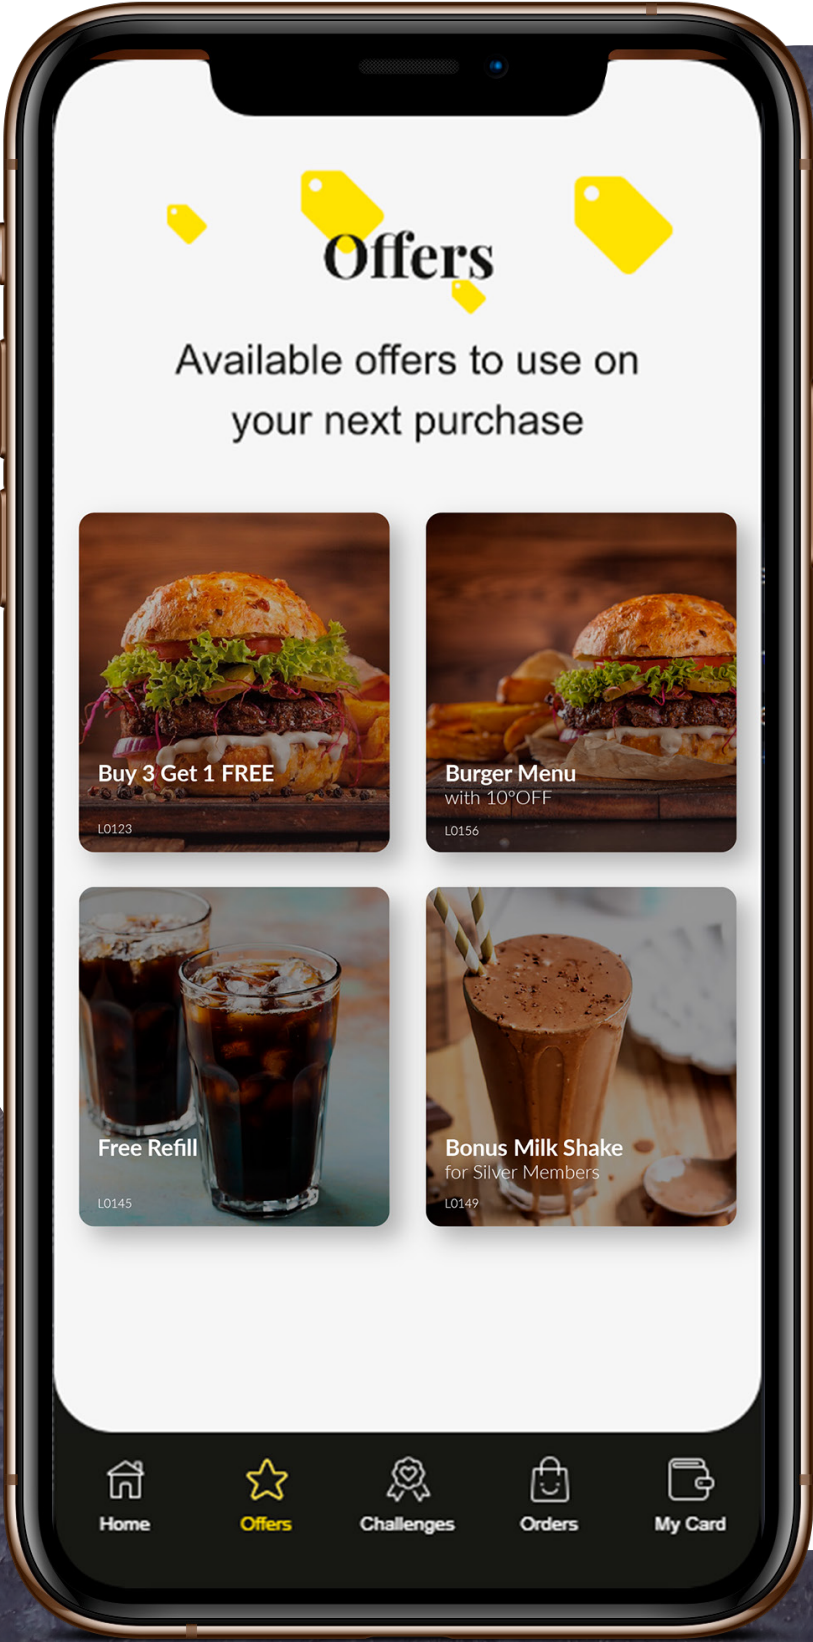 Offers
Available offers to use on
your next purchase
Buy 3 Get 1 FREE
L0123
Burger Menu
with 10°OFF
L0156
Free Refill
L0145
Bonus Milk Shake
for Silver Members
L0149
Home
Offers
Challenges
Orders
My Card